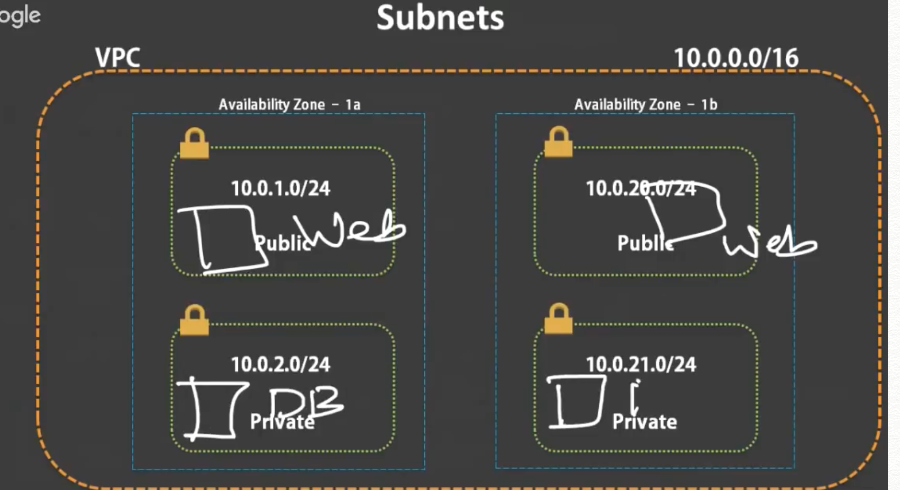 ogle
Subnets
VPC 10.0.0.0/16
Availability Zone - 1a
10.0.1.0/24
Public Web
10.0.2.0/24
DB
Private
Availability Zone - 1b
10.0.20.0/24
Public Web
10.0.21.0/24
Private